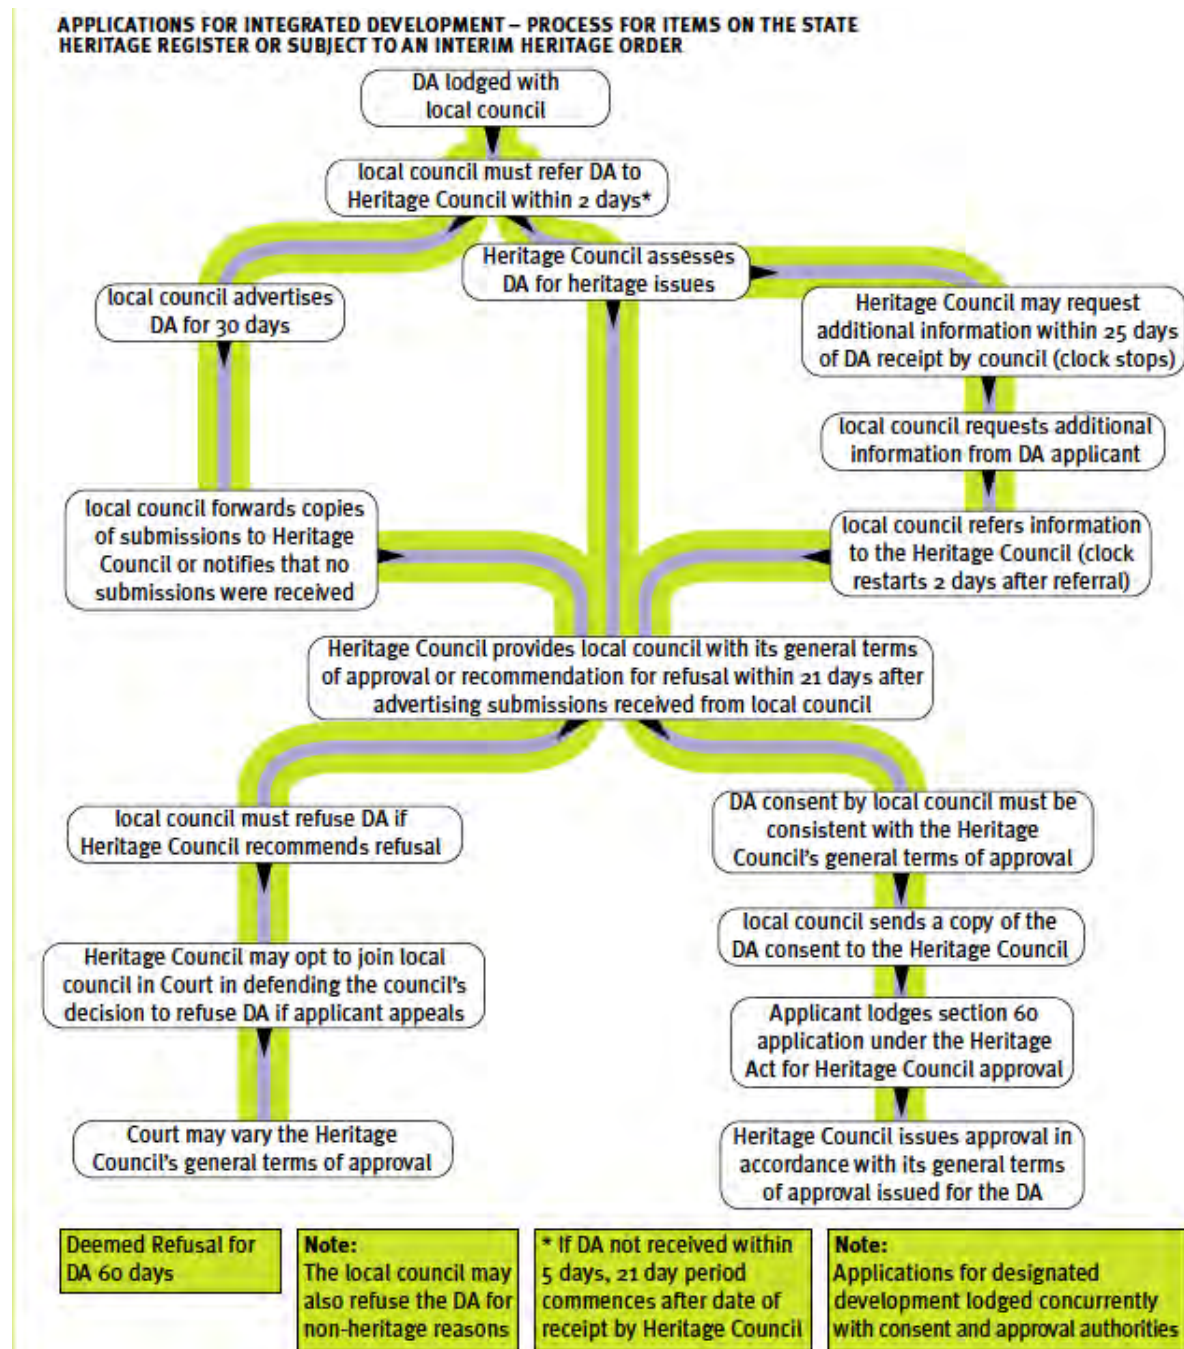 APPLICATIONS FOR INTEGRATED DEVELOPMENT – PROCESS FOR ITEMS ON THE STATE
HERITAGE REGISTER OR SUBJECT TO AN INTERIM HERITAGE ORDER
DA lodged with
local council
local council must refer DA to
Heritage Council within 2 days*
Heritage Council assesses
DA for heritage issues
local council advertises
DA for 30 days
Heritage Council may request
additional information within 25 days
of DA receipt by council (clock stops)
local council requests additional
information from DA applicant
local council forwards copies
of submissions to Heritage
Council or notifies that no
submissions were received
local council refers information
to the Heritage Council (clock
restarts 2 days after referral)
Heritage Council provides local council with its general terms
of approval or recommendation for refusal within 21 days after
advertising submissions received from local council
local council must refuse DA if
Heritage Council recommends refusal
DA consent by local council must be
consistent with the Heritage
Council's general terms of approval
local council sends a copy of the
DA consent to the Heritage Council
Heritage Council may opt to join local
council in Court in defending the council's
decision to refuse DA if applicant appeals
Applicant lodges section 60
application under the Heritage
Act for Heritage Council approval
Court may vary the Heritage
Council's general terms of approval
Heritage Council issues approval in
accordance with its general terms
of approval issued for the DA
Deemed Refusal for
DA 60 days
Note:
The local council may
also refuse the DA for
non-heritage reasons
* If DA not received within
5 days, 21 day period
commences after date of
receipt by Heritage Council
Note:
Applications for designated
development lodged concurrently
with consent and approval authorities